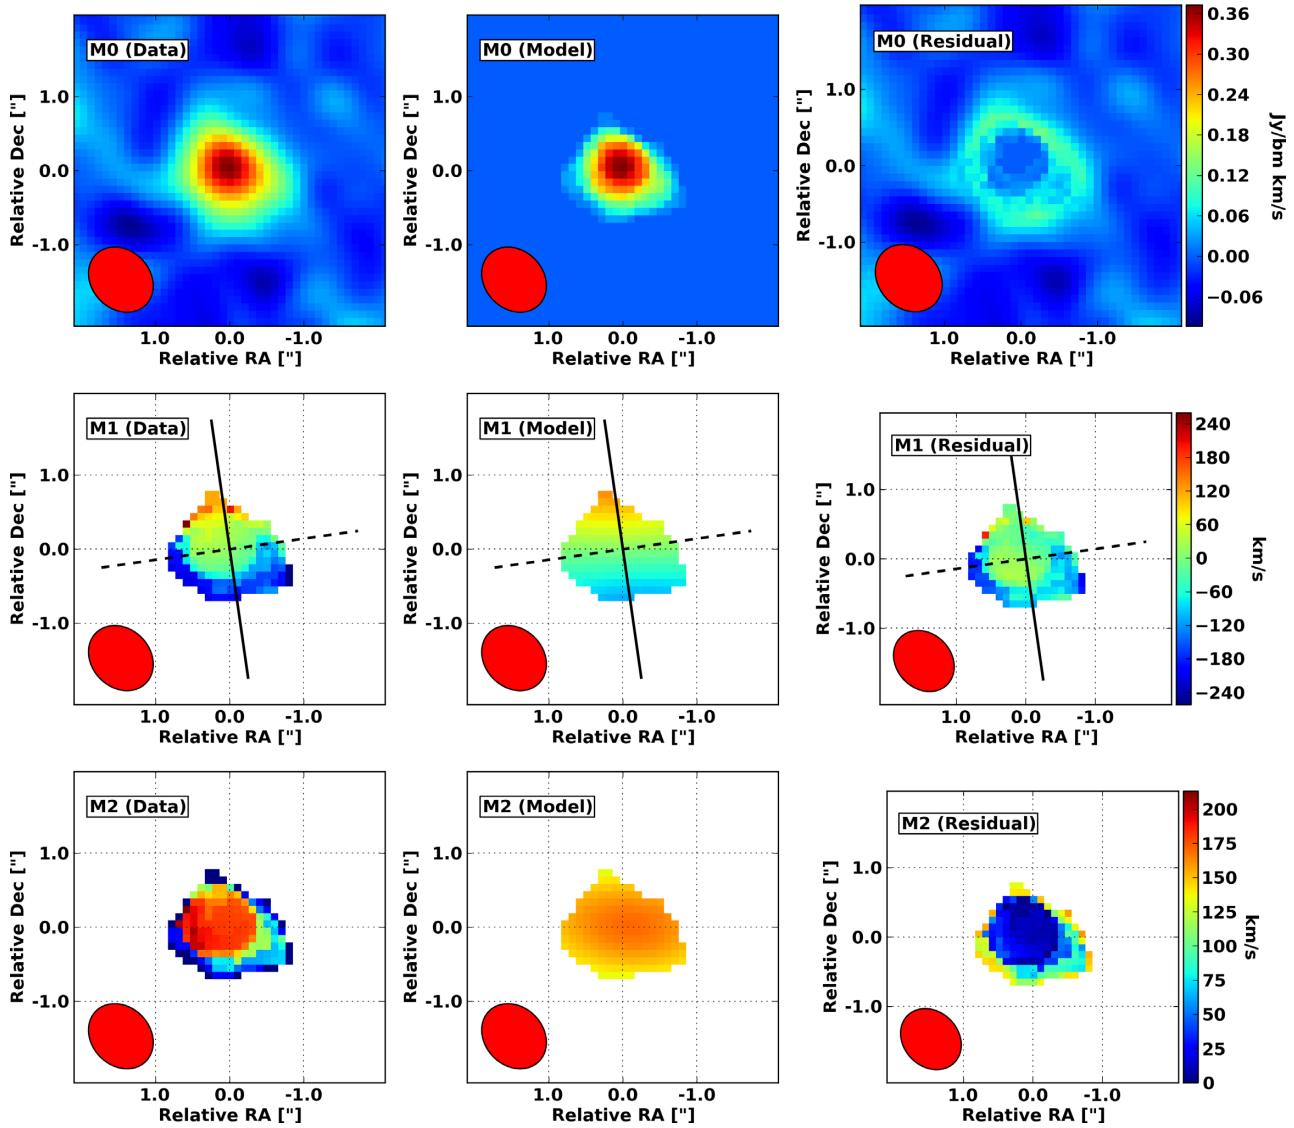 M0 (Data)
Relative Dec ["]
1.0
0.0
-1.0
1.0 0.0 -1.0
Relative RA ["]
M0 (Model)
Relative Dec ["]
1.0
0.0
-1.0
1.0 0.0 -1.0
Relative RA ["]
M0 (Residual)
Relative Dec ["]
1.0
0.0
-1.0
1.0 0.0 -1.0
Relative RA ["]
0.36
0.30
0.24
0.18
0.12
0.06
0.00
−0.06
Jy/bm km/s
M1 (Data)
Relative Dec ["]
1.0
0.0
-1.0
1.0 0.0 -1.0
Relative RA ["]
M1 (Model)
Relative Dec ["]
1.0
0.0
-1.0
1.0 0.0 -1.0
Relative RA ["]
M1 (Residual)
Relative Dec ["]
1.0
0.0
-1.0
1.0 0.0 -1.0
Relative RA ["]
240
180
120
60
0
−60
−120
−180
−240
km/s
M2 (Data)
Relative Dec ["]
1.0
0.0
-1.0
1.0 0.0 -1.0
Relative RA ["]
M2 (Model)
Relative Dec ["]
1.0
0.0
-1.0
1.0 0.0 -1.0
Relative RA ["]
M2 (Residual)
Relative Dec ["]
1.0
0.0
-1.0
1.0 0.0 -1.0
Relative RA ["]
200
175
150
125
100
75
50
25
0
km/s